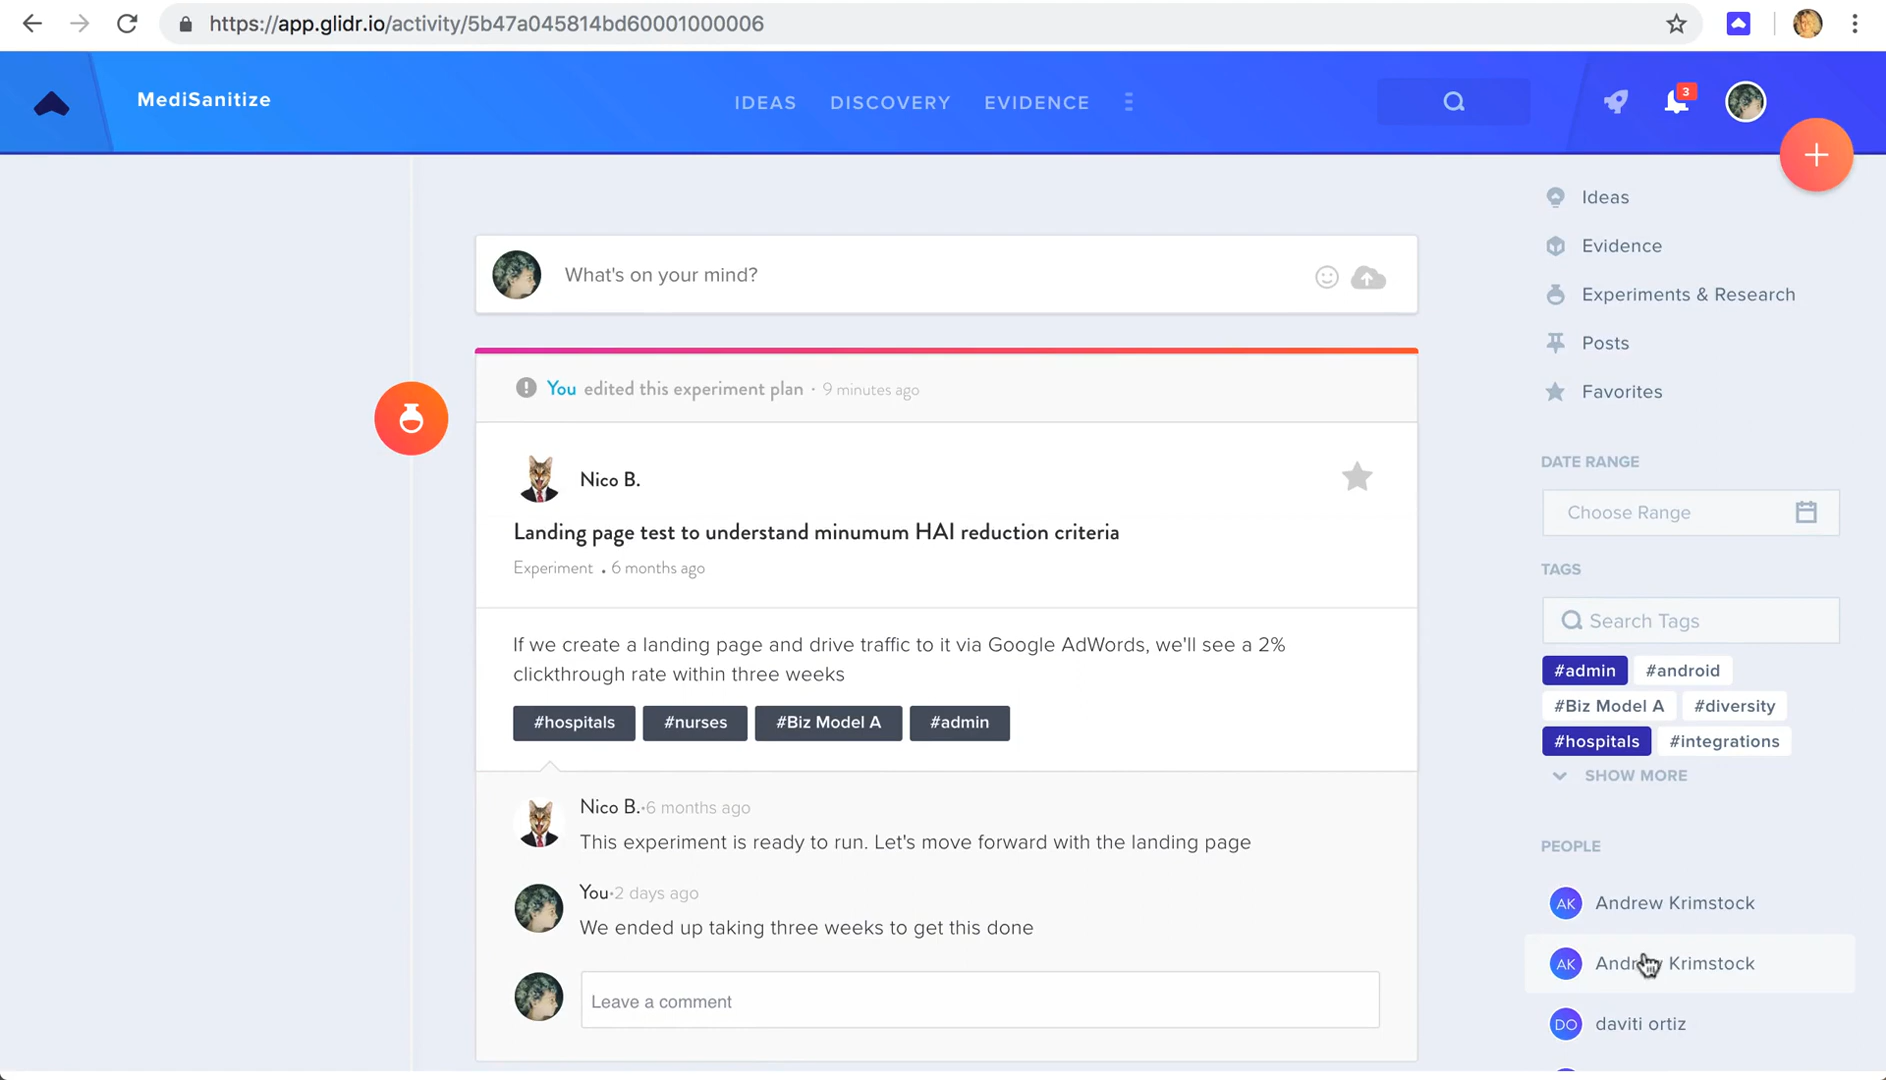 https://app.glidr.io/activity/5b47a045814bd60001000006
MediSanitize
IDEAS
DISCOVERY
EVIDENCE
3
Ideas
Evidence
Experiments & Research
Posts
Favorites
What's on your mind?
You edited this experiment plan · 9 minutes ago
Nico B.
Landing page test to understand minumum HAI reduction criteria
Experiment . 6 months ago
If we create a landing page and drive traffic to it via Google AdWords, we'll see a 2%
clickthrough rate within three weeks
#hospitals #nurses #Biz Model A #admin
Nico B.·6 months ago
This experiment is ready to run. Let's move forward with the landing page
You·2 days ago
We ended up taking three weeks to get this done
Leave a comment
DATE RANGE
Choose Range
TAGS
Search Tags
#admin #android
#Biz Model A #diversity
#hospitals #integrations
SHOW MORE
PEOPLE
AK Andrew Krimstock
AK Krimstock
DO daviti ortiz